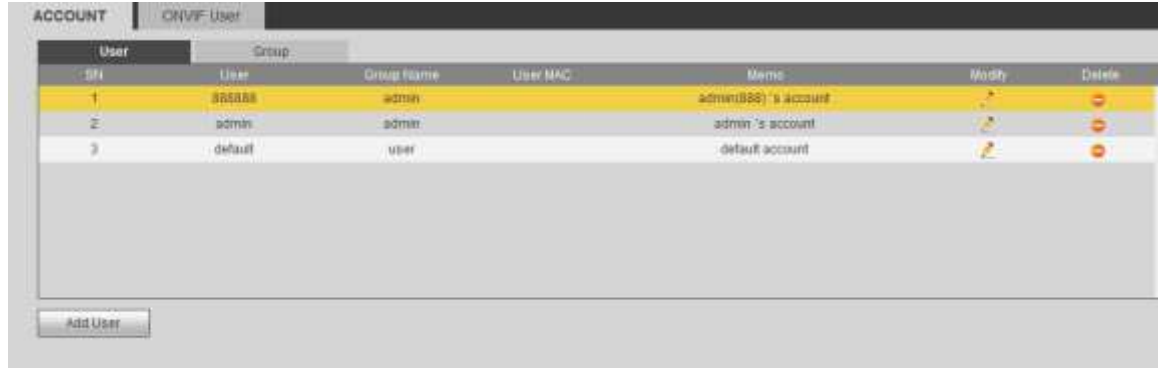 ACCOUNT ONVIF User
User Group
SN User Group Name User MAC Memo Modify Delete
1 888888 admin admin(888) 's account
2 admin admin admin 's account
3 default user default account
Add User